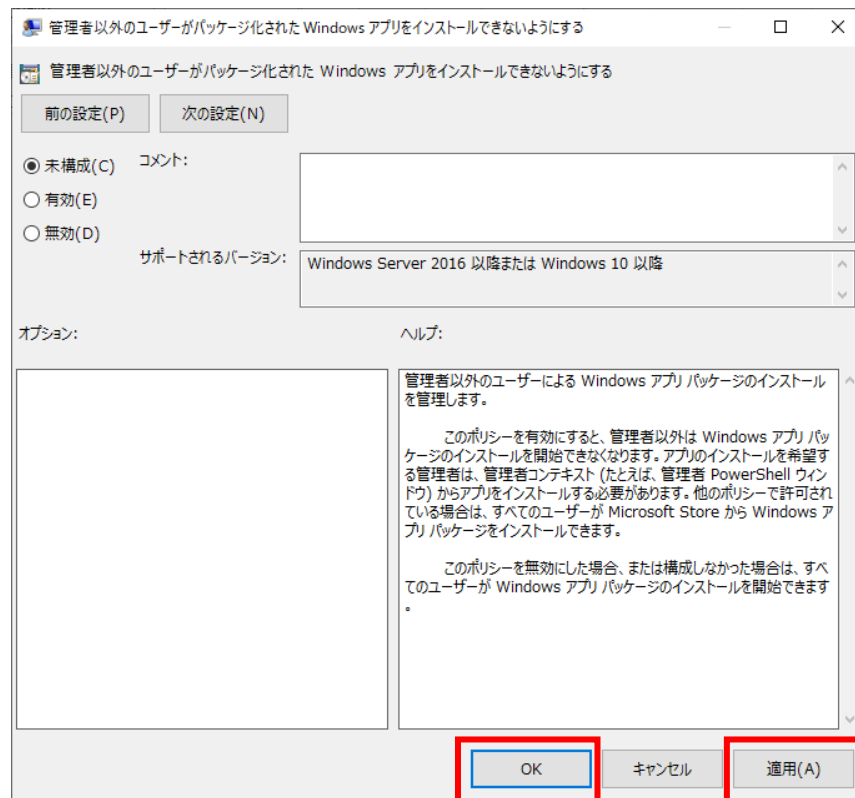 管理者以外のユーザーがパッケージ化された Windows アプリをインストールできないようにする
管理者以外のユーザーがパッケージ化された Windows アプリをインストールできないようにする
前の設定(P)
次の設定(N)
未構成(C)
コメント:
有効(E)
無効(D)
サポートされるバージョン:
Windows Server 2016 以降または Windows 10 以降
オプション:
ヘルプ:
管理者以外のユーザーによる Windows アプリ パッケージのインストール
を管理します。
このポリシーを有効にすると、管理者以外は Windows アプリ パッ
ケージのインストールを開始できなくなります。アプリのインストールを希望す
る管理者は、管理者コンテキスト (たとえば、管理者 PowerShell ウィン
ドウ) からアプリをインストールする必要があります。他のポリシーで許可され
ている場合は、すべてのユーザーが Microsoft Store から Windows ア
プリ パッケージをインストールできます。
このポリシーを無効にした場合、または構成しなかった場合は、すべ
てのユーザーが Windows アプリ パッケージのインストールを開始できます
。
OK
キャンセル
適用(A)